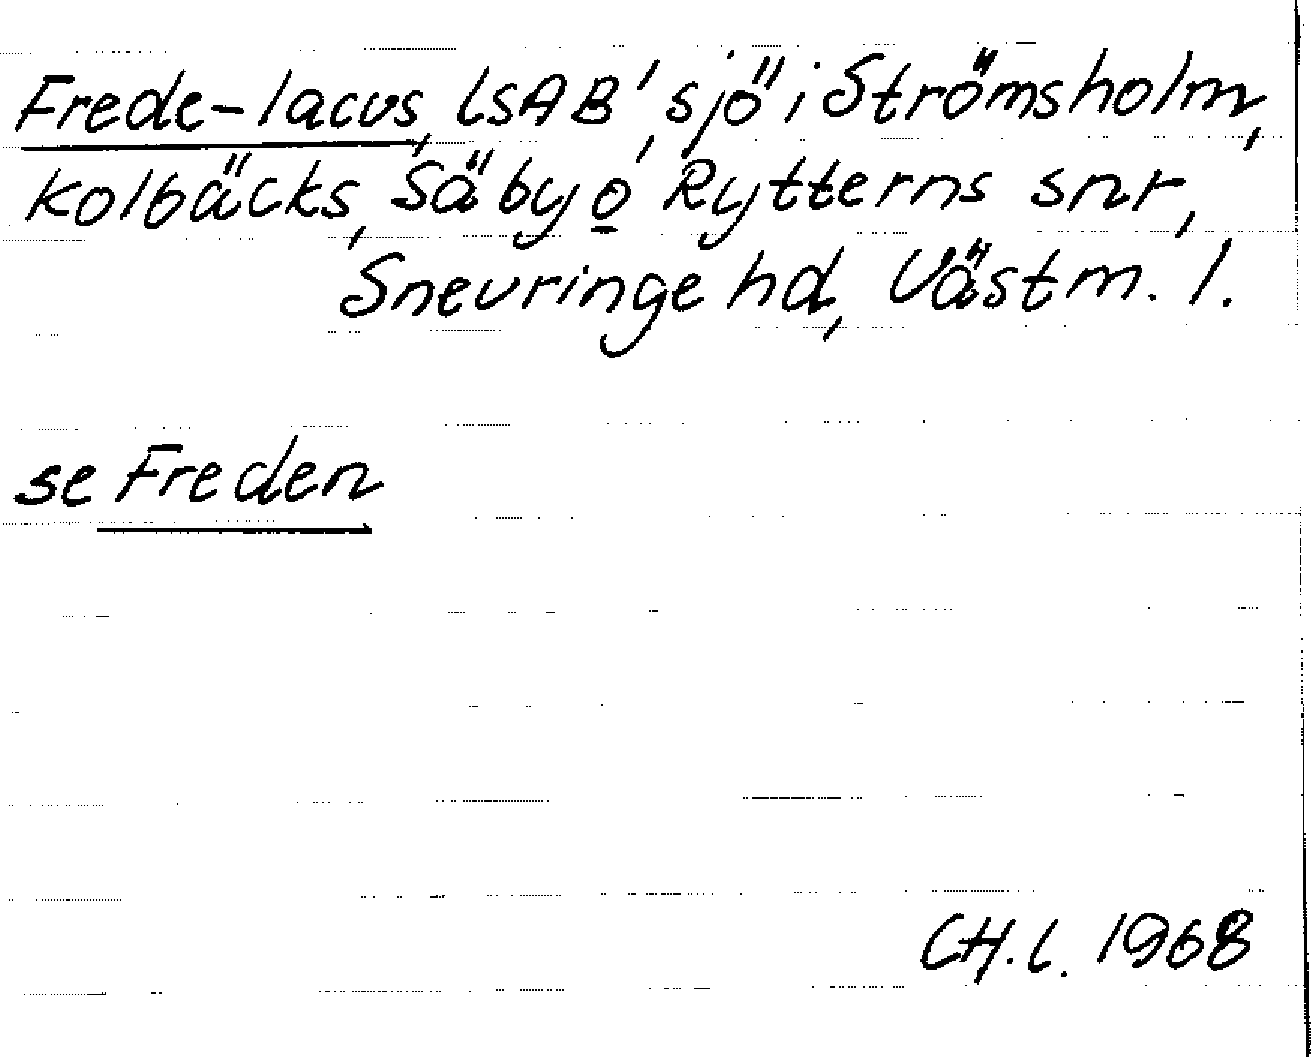 Frede-lacus, LSAB, sjö i Strömsholm,
Kolbäcks, Säby o Rytterns snr,
Snevringe hd, Västm. l.
se Freden
CH.L. 1968